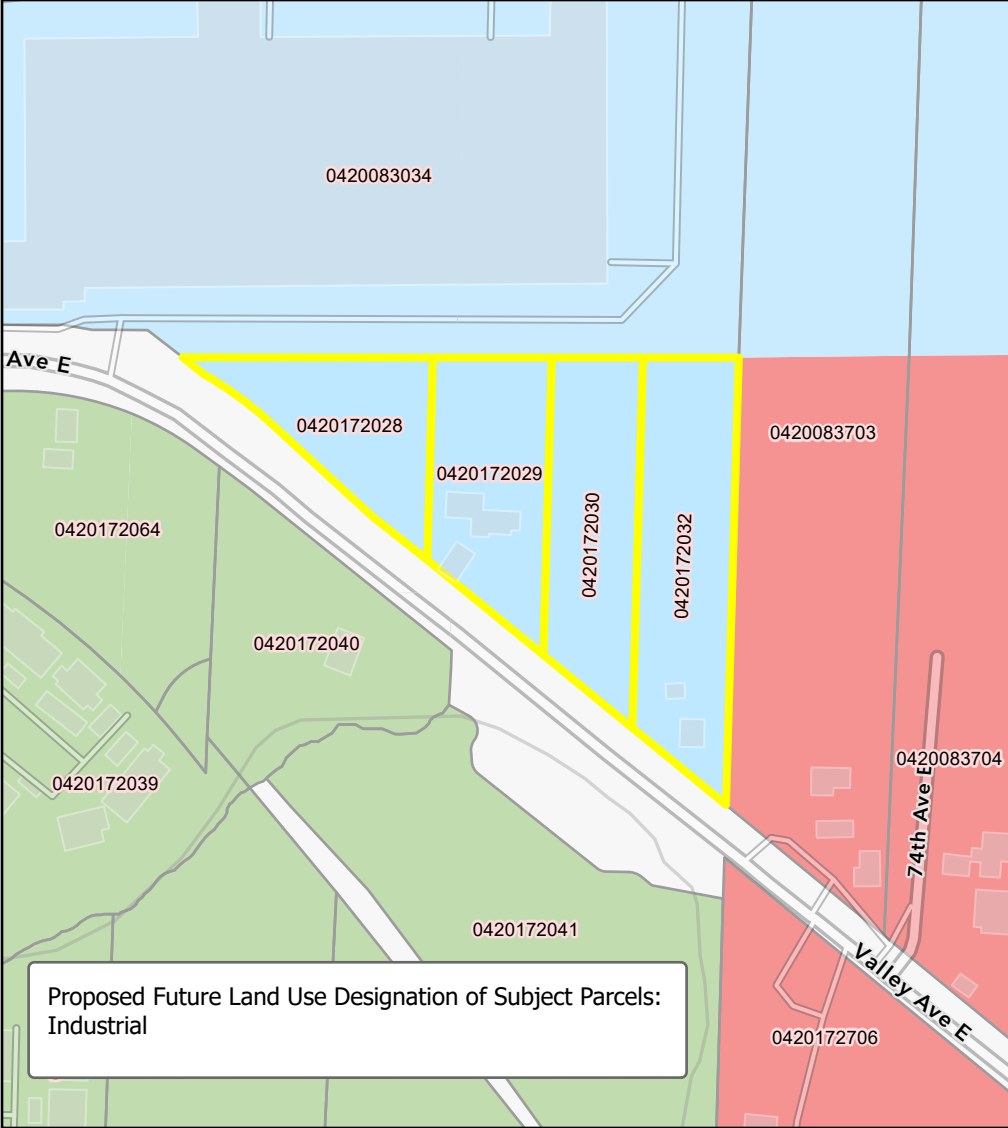 0420083034
Ave E
0420172028
0420083703
0420172029
0420172030
0420172032
0420172064
0420172040
0420083704
74th Ave E
0420172039
0420172041
Valley Ave E
Proposed Future Land Use Designation of Subject Parcels:
Industrial
0420172706